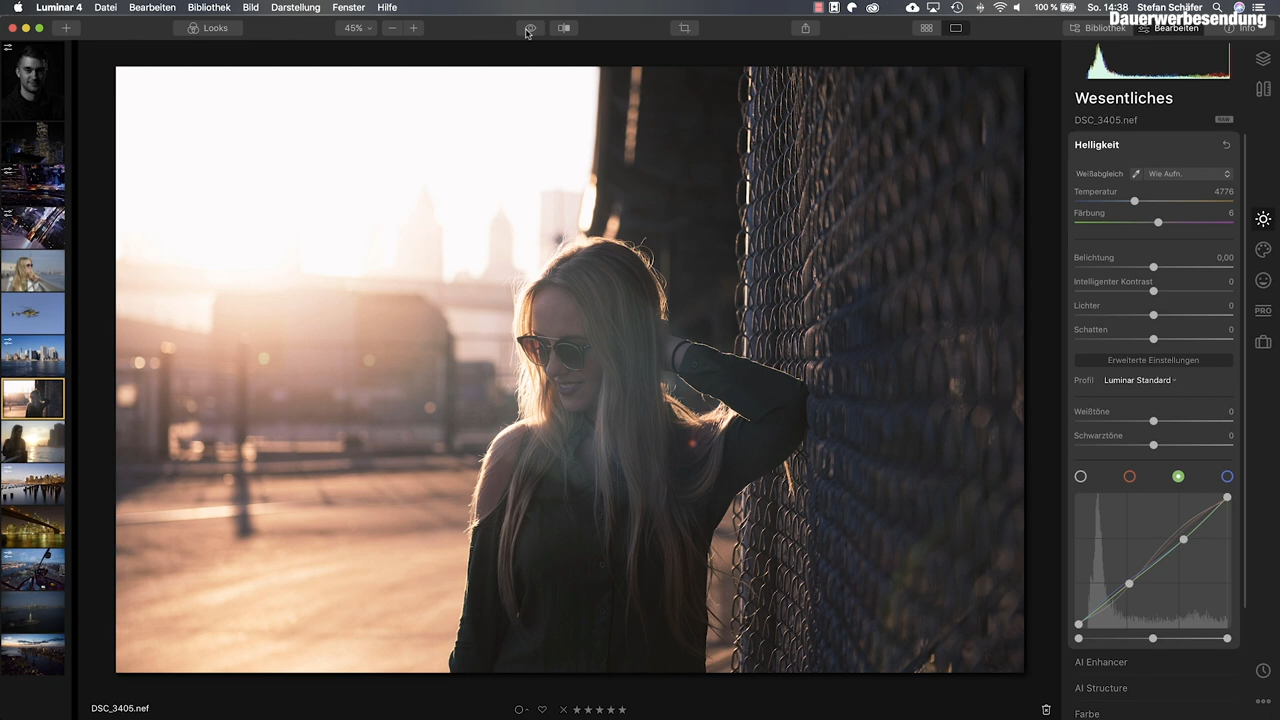 Luminar 4 Datei Bearbeiten Bibliothek Bild Darstellung Fenster Hilfe 100 % So. 14:38 Stefan Schäfer
Dauerwerbesendung
Looks 45% Bibliothek Bearbeiten Info
Wesentliches
DSC_3405.nef RAW
Helligkeit
Weißabgleich Wie Aufn.
Temperatur 4776
Färbung 6
Belichtung 0,00
Intelligenter Kontrast 0
Lichter 0
Schatten 0
Erweiterte Einstellungen
PRO
Profil Luminar Standard
Weißtöne 0
Schwarztöne 0
AI Enhancer
AI Structure
Farbe
DSC_3405.nef